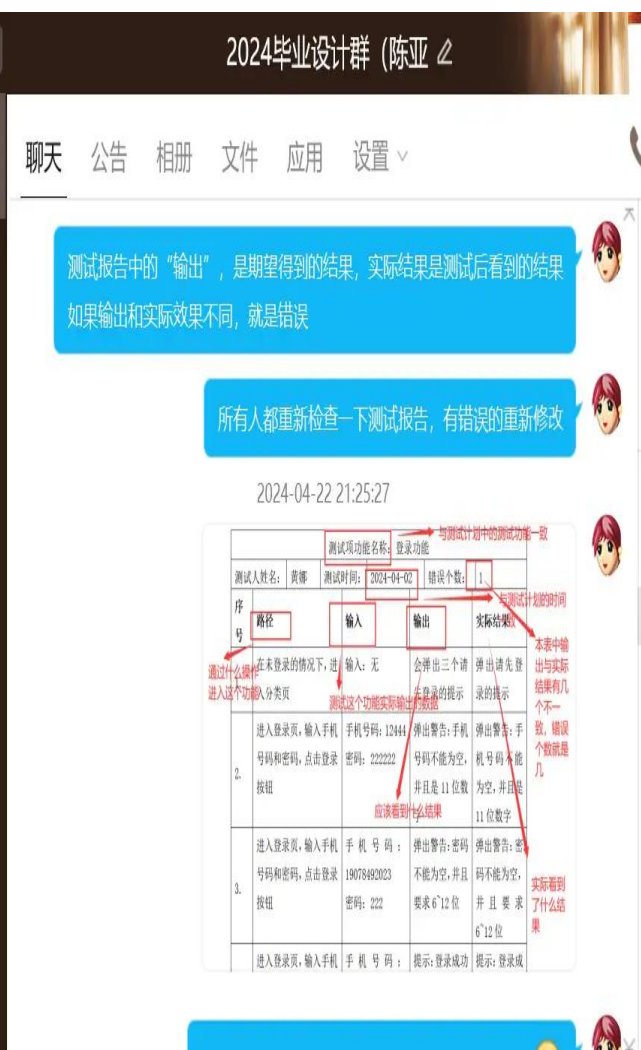 2024毕业设计群（陈亚
聊天 公告 相册 文件 应用 设置
测试报告中的“输出”，是期望得到的结果，实际结果是测试后看到的结果
如果输出和实际效果不同，就是错误
所有人都重新检查一下测试报告，有错误的重新修改
2024-04-22 21:25:27
与测试计划中的测试功能一致
测试项功能名称：登录功能
测试人姓名： 黄娜 测试时间： 2024-04-02 错误个数： 1
与测试计划的时间
序号 路径 输入 输出 实际结果
本表中输出与实际结果有几个不一致，错误个数就是几
通过什么操作
进入这个功能
在未登录的情况下，进
入分类页
输入：无
会弹出三个请
先登录的提示
弹出请先登
录的提示
测试这个功能实际输出的数据
2.
进入登录页，输入手机
号码和密码，点击登录
按钮
手机号码：12444
密码：222222
弹出警告：手机
号码不能为空，
并且是 11 位数
弹出警告：手
机号码不能
为空，并且是
11 位数字
应该看到什么结果
3.
进入登录页，输入手机
号码和密码，点击登录
按钮
手机号码：
19078492023
密码：222
弹出警告：密码
不能为空，并且
要求 6~12 位
弹出警告：密
码不能为空，
并且要求
6~12 位
实际看到
了什么结
果
进入登录页，输入手机
手机号码：
提示：登录成功
提示：登录成